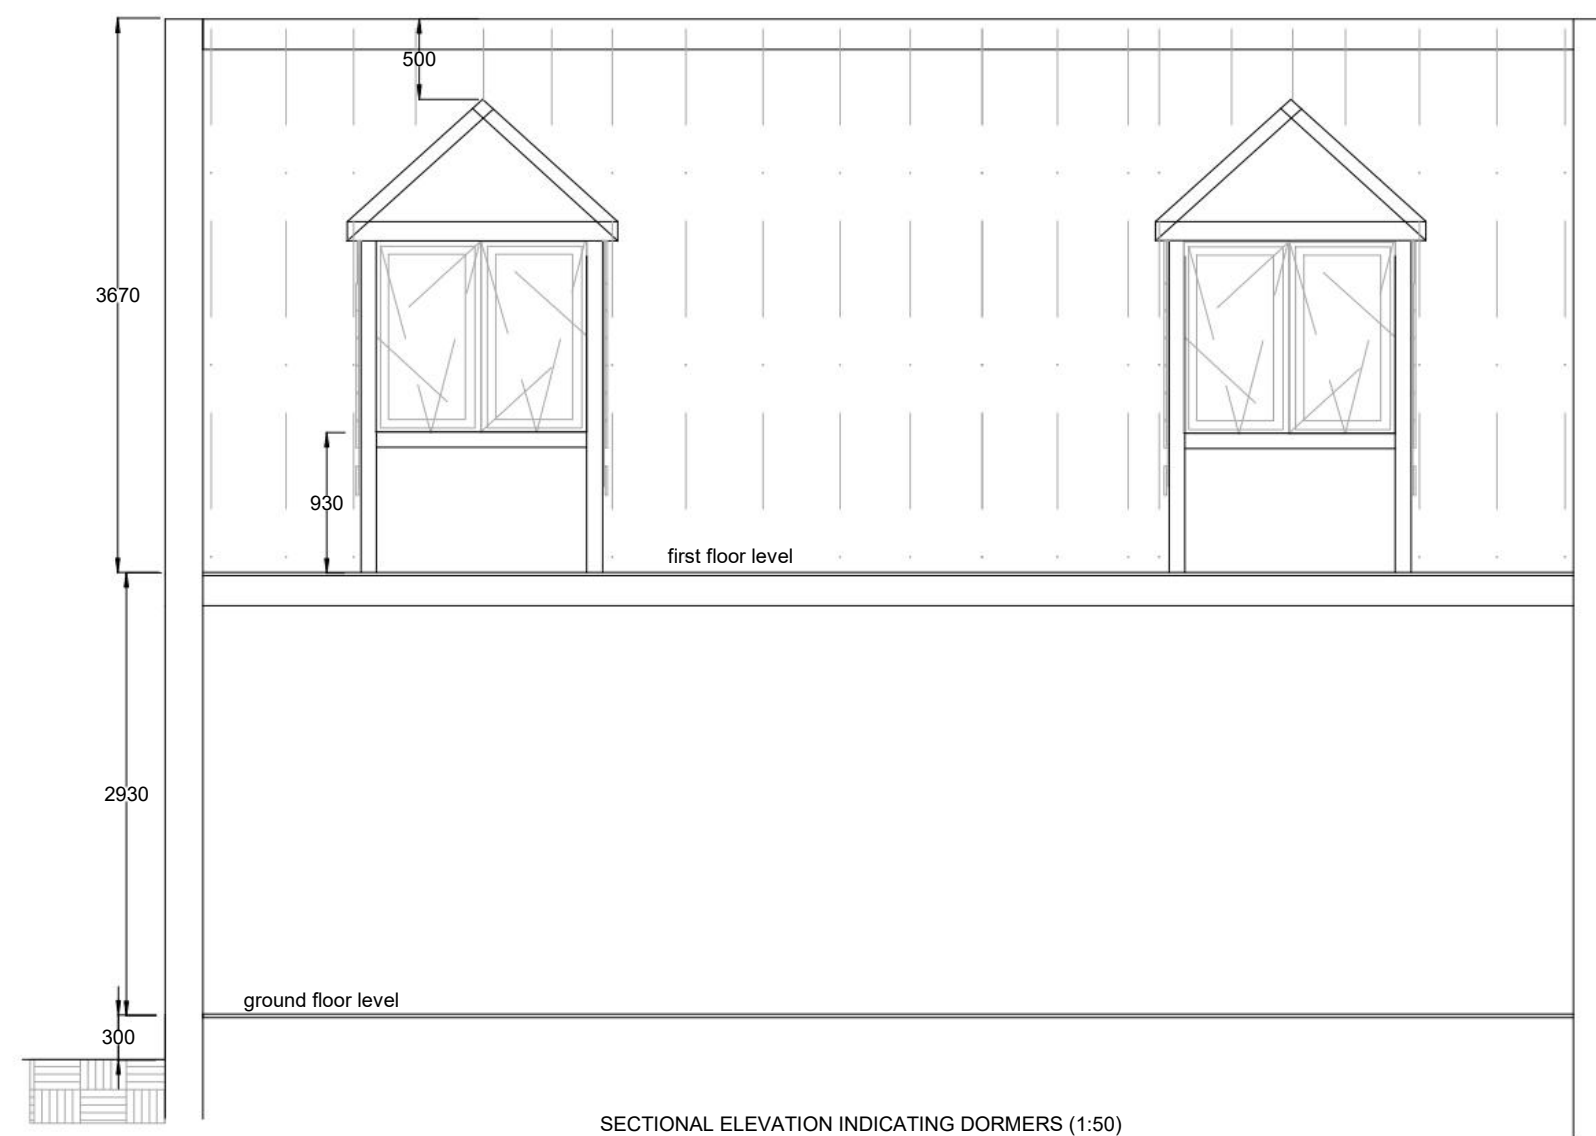 500
3670
930
first floor level
2930
ground floor level
300
SECTIONAL ELEVATION INDICATING DORMERS (1:50)